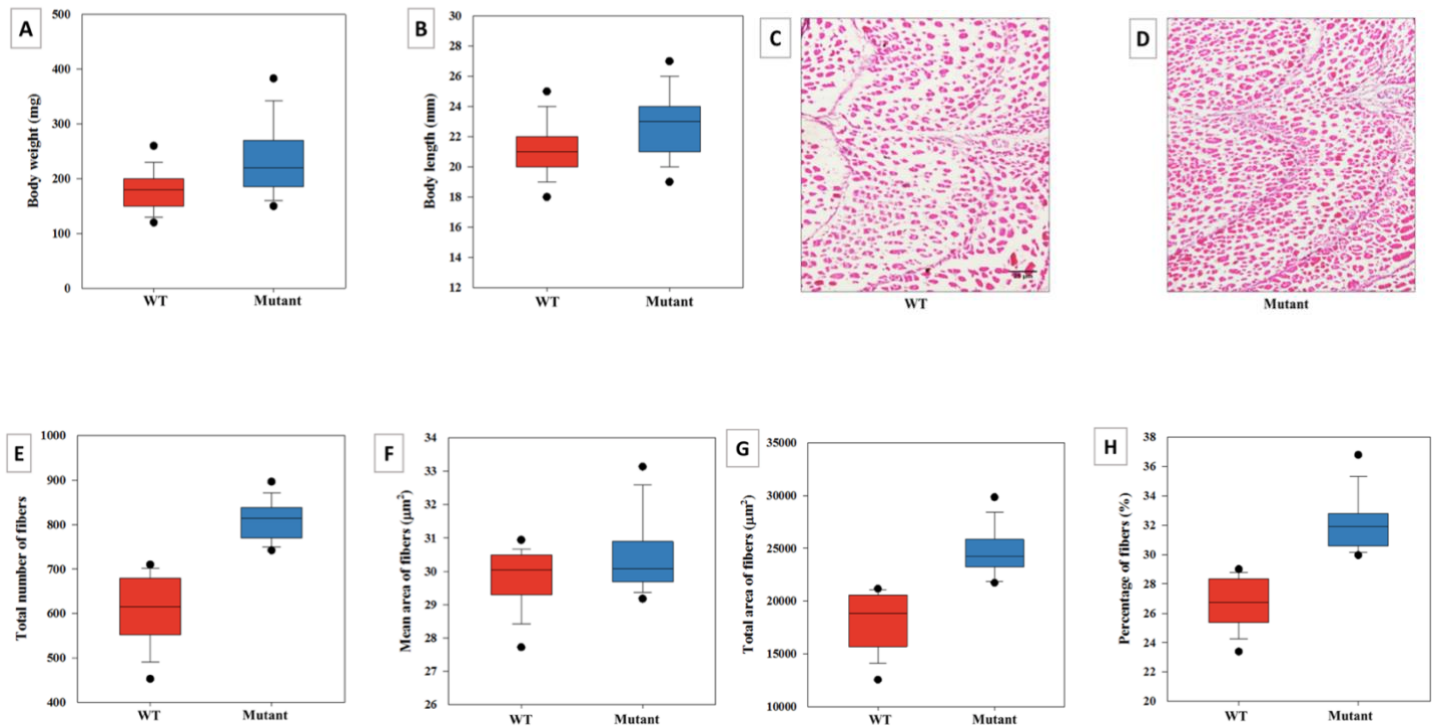 A
Body weight (mg)
500
400
300
200
100
0
WT Mutant
B
Body length (mm)
30
28
26
24
22
20
18
16
14
12
WT Mutant
C
WT
D
Mutant
E
Total number of fibers
1000
900
800
700
600
500
400
WT Mutant
F
Mean area of fibers (μm²)
34
33
32
31
30
29
28
27
26
WT Mutant
G
Total area of fibers (μm²)
35000
30000
25000
20000
15000
10000
WT Mutant
H
Percentage of fibers (%)
38
36
34
32
30
28
26
24
22
20
WT Mutant